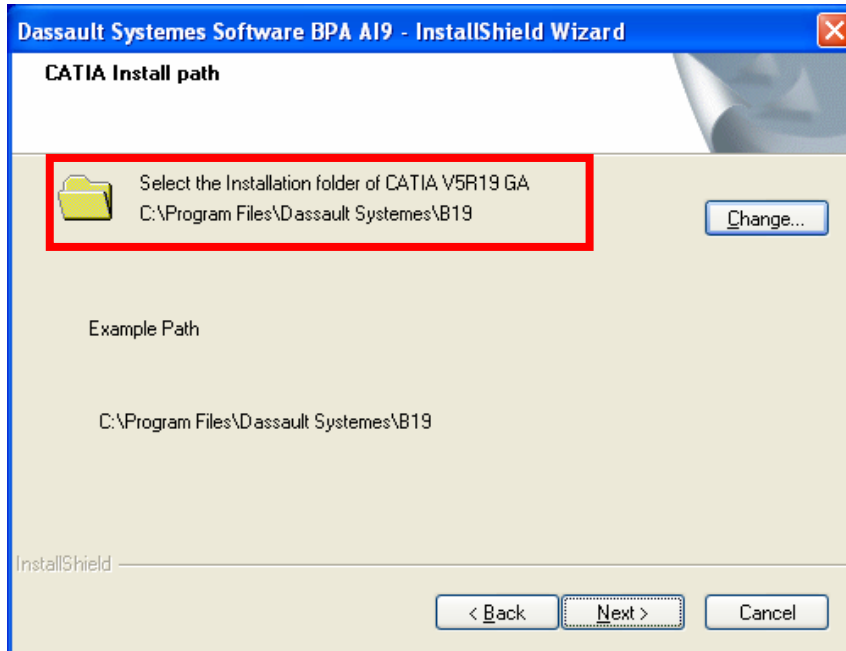 Dassault Systemes Software BPA AI9 - InstallShield Wizard
CATIA Install path
Select the Installation folder of CATIA V5R19 GA
C:\Program Files\Dassault Systemes\B19
Change...
Example Path
C:\Program Files\Dassault Systemes\B19
InstallShield
< Back
Next >
Cancel